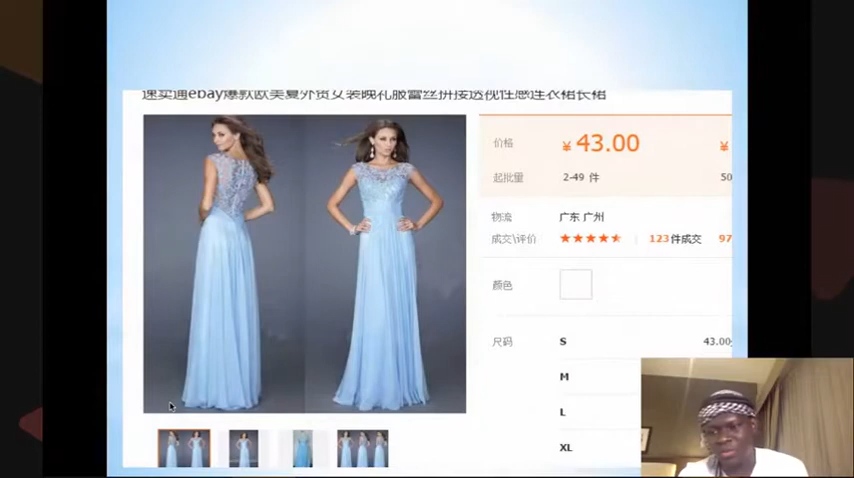 速卖通ebay爆款欧美夏外贸女装晚礼服蕾丝拼接透视性感连衣裙长裙
价格 ¥ 43.00 ¥
起批量 2-49 件 50
物流 广东 广州
成交\评价 123件成交 97
颜色
尺码 S 43.00
M
L
XL